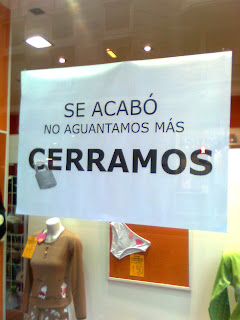 SE ACABÓ
NO AGUANTAMOS MÁS
CERRAMOS